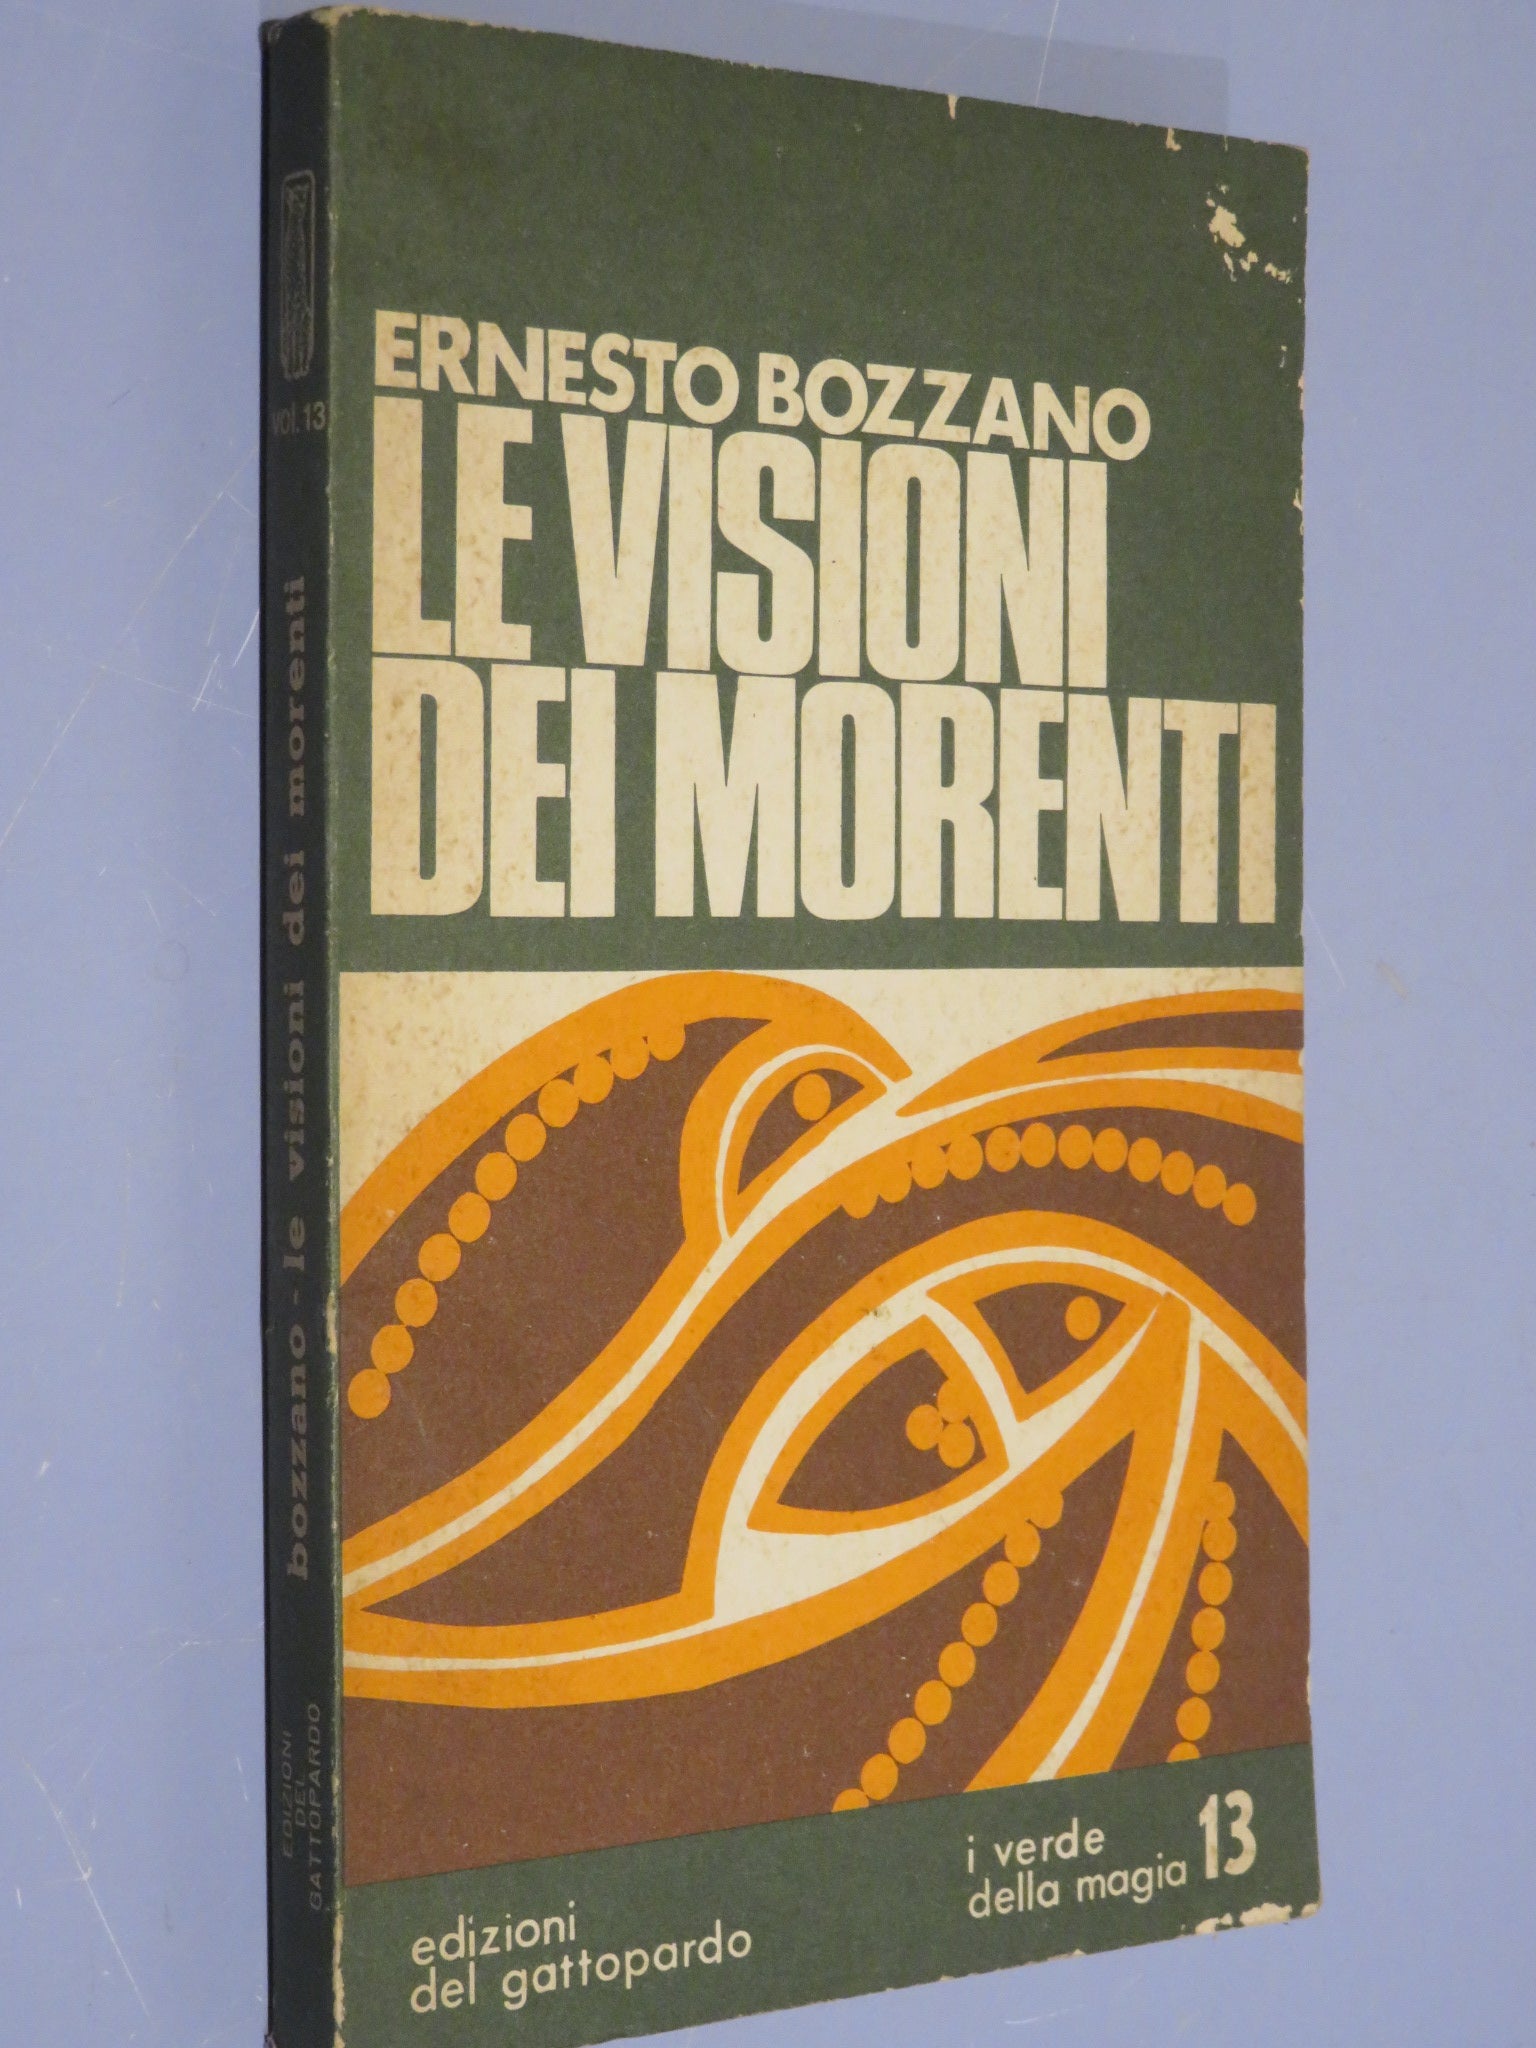 ERNESTO BOZZANO
LE VISIONI
DEI MORENTI
edizioni
del gattopardo
i verde
della magia 13
vol. 13
bozzano - le visioni dei morenti
EDIZIONI
DEL
GATTOPARDO